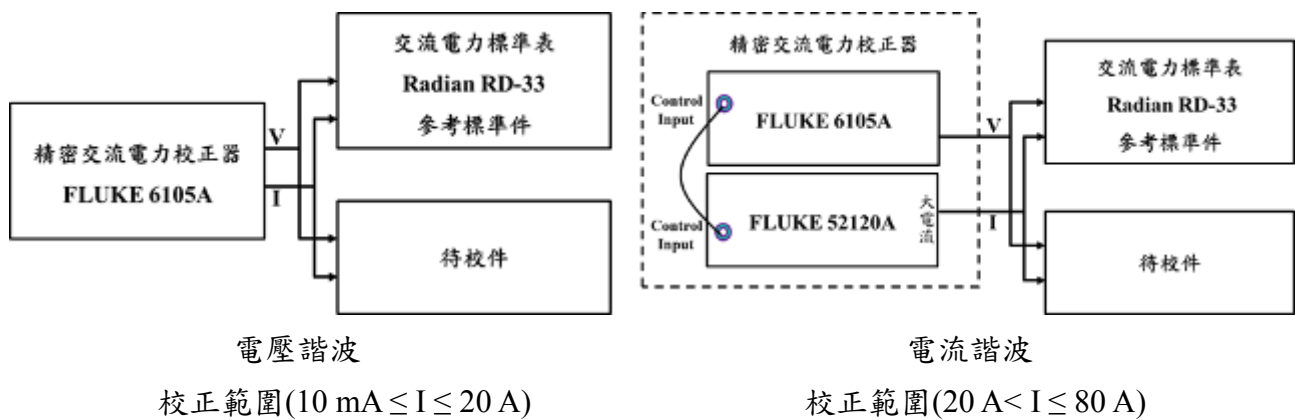 精密交流電力校正器
FLUKE 6105A
V
I
交流電力標準表
Radian RD-33
參考標準件
待校件
電壓諧波
校正範圍(10 mA ≤ I ≤ 20 A)
精密交流電力校正器
Control
Input
FLUKE 6105A
Control
Input
FLUKE 52120A
大電流
V
I
交流電力標準表
Radian RD-33
參考標準件
待校件
電流諧波
校正範圍(20 A< I ≤ 80 A)